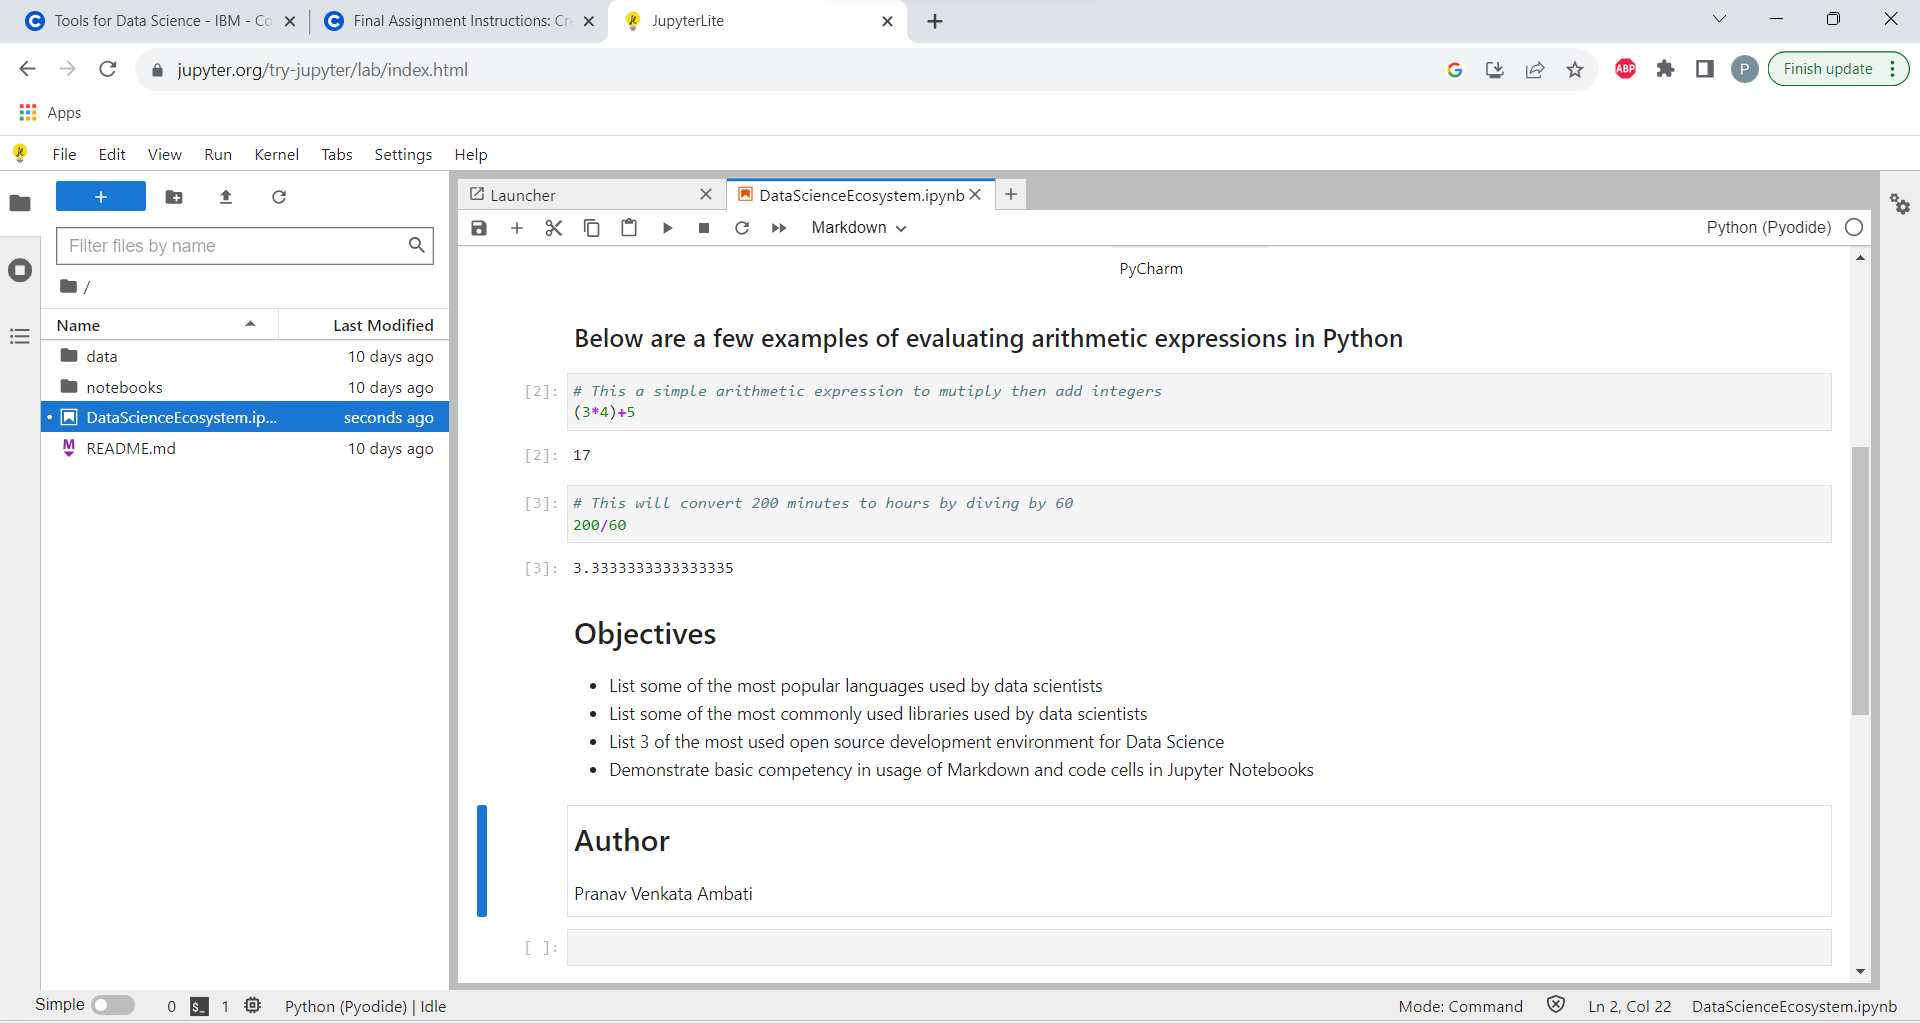 Tools for Data Science - IBM - Co
Final Assignment Instructions: Cr
JupyterLite
jupyter.org/try-jupyter/lab/index.html
ABP
P
Finish update
Apps
File Edit View Run Kernel Tabs Settings Help
Filter files by name
/
Name Last Modified
data 10 days ago
notebooks 10 days ago
DataScienceEcosystem.ip... seconds ago
README.md 10 days ago
Launcher
DataScienceEcosystem.ipynb
Markdown
Python (Pyodide)
PyCharm
Below are a few examples of evaluating arithmetic expressions in Python
[2]: # This a simple arithmetic expression to mutiply then add integers
(3*4)+5
[2]: 17
[3]: # This will convert 200 minutes to hours by diving by 60
200/60
[3]: 3.3333333333333335
Objectives
• List some of the most popular languages used by data scientists
• List some of the most commonly used libraries used by data scientists
• List 3 of the most used open source development environment for Data Science
• Demonstrate basic competency in usage of Markdown and code cells in Jupyter Notebooks
Author
Pranav Venkata Ambati
[ ]:
Simple 0 $_ 1 Python (Pyodide) | Idle
Mode: Command Ln 2, Col 22 DataScienceEcosystem.ipynb